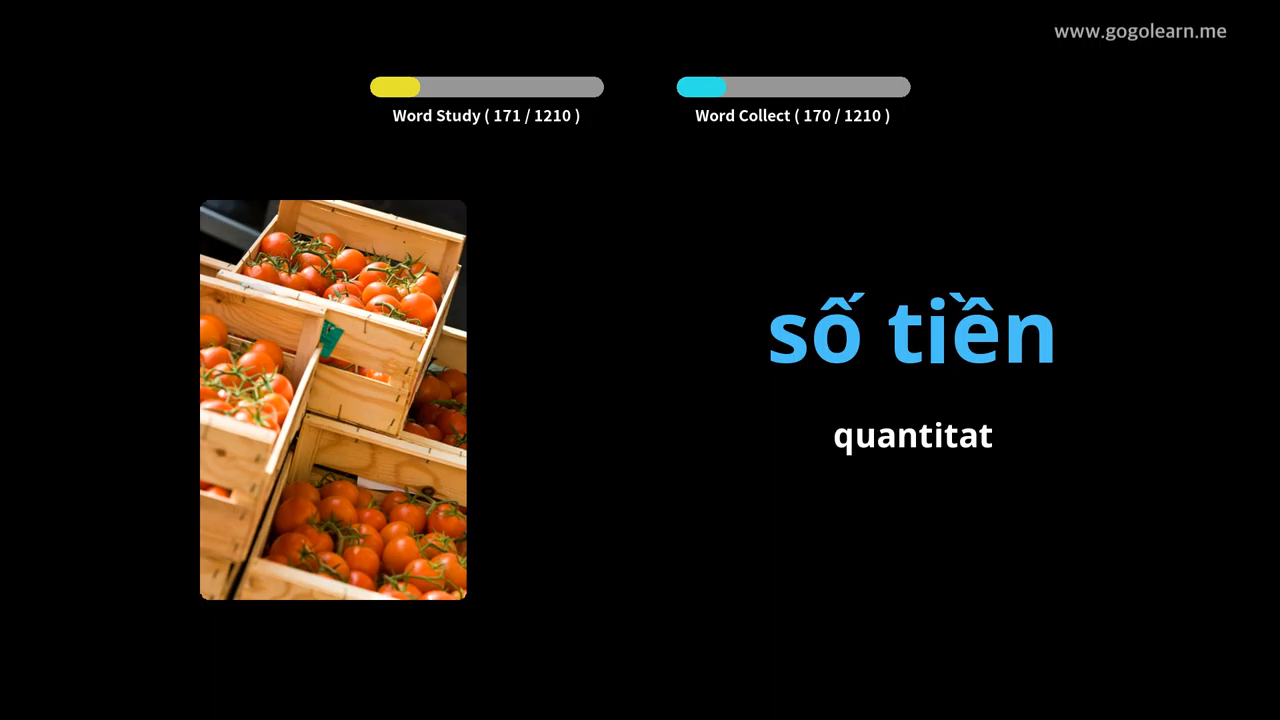 www.gogolearn.me
Word Study ( 171 / 1210 )
Word Collect ( 170 / 1210 )
số tiền
quantitat